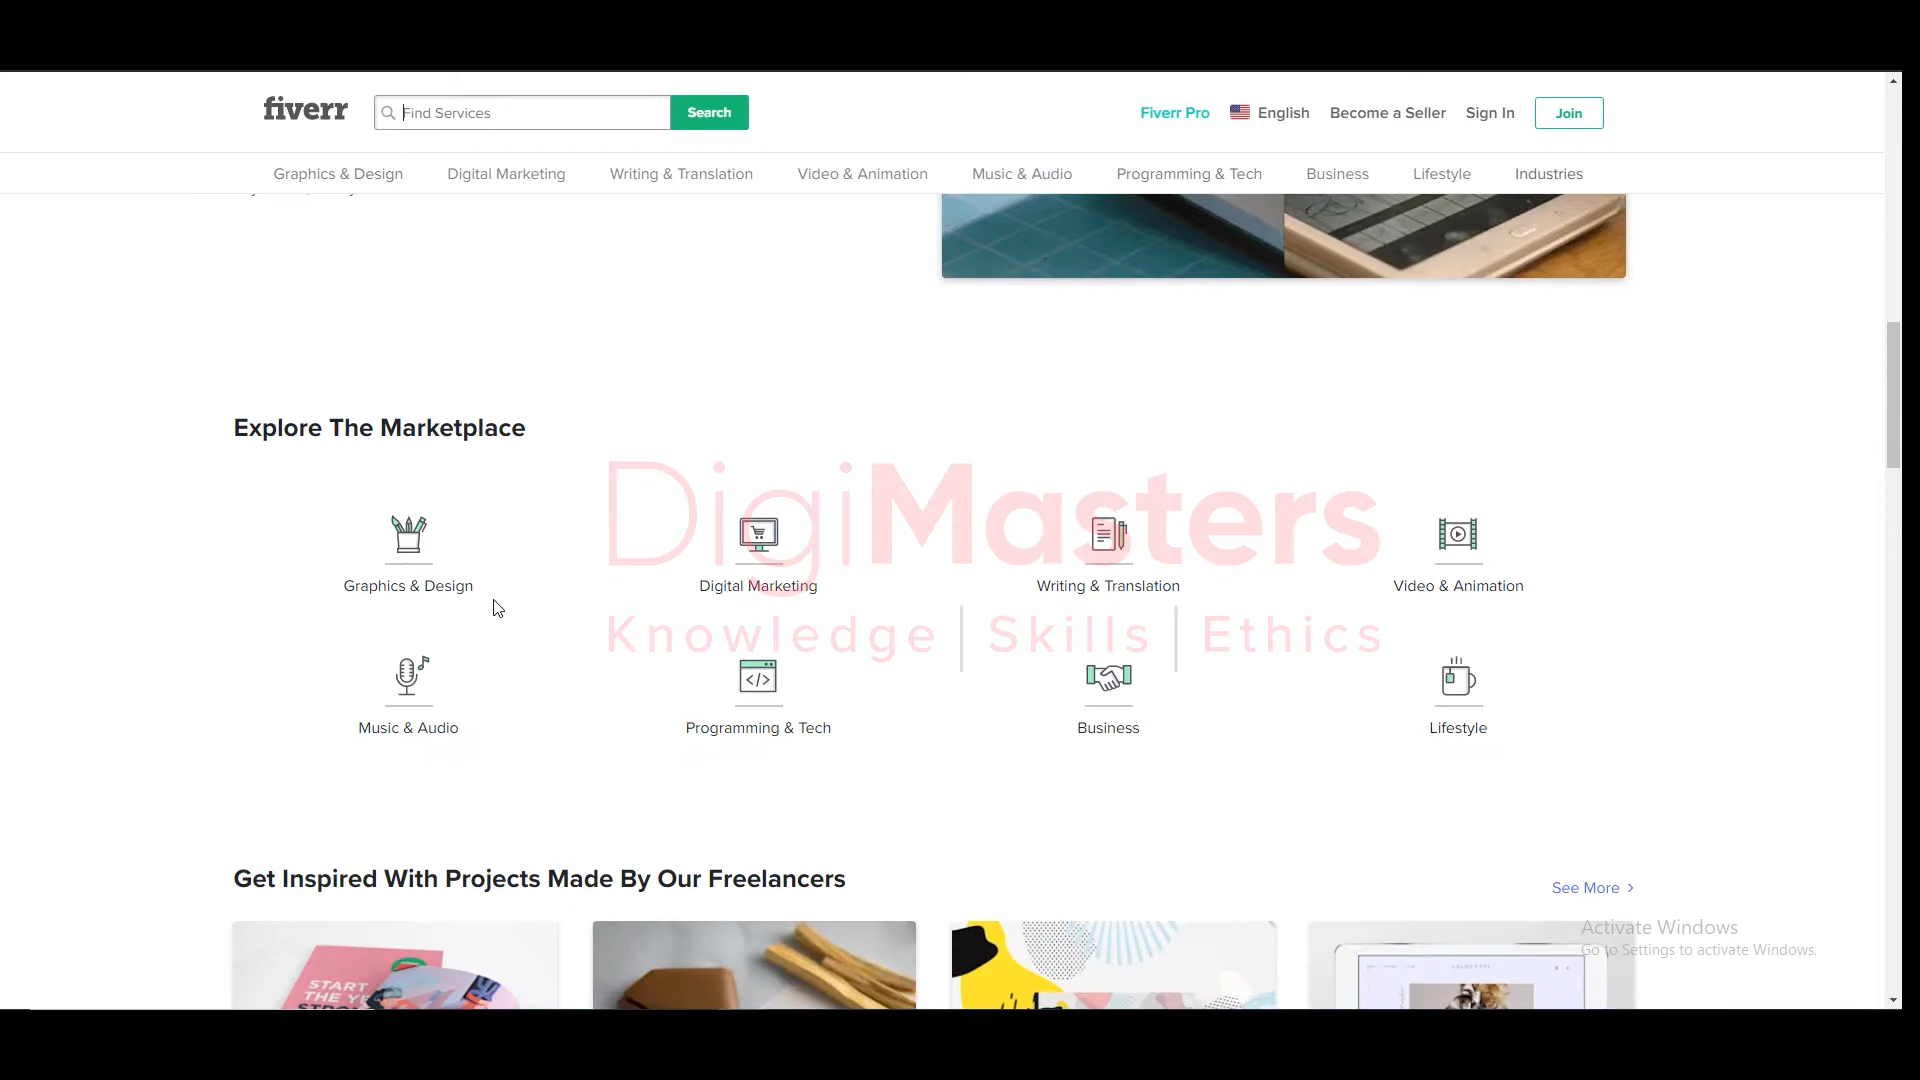 fiverr
Find Services
Search
Fiverr Pro
English
Become a Seller
Sign In
Join
Graphics & Design
Digital Marketing
Writing & Translation
Video & Animation
Music & Audio
Programming & Tech
Business
Lifestyle
Industries
Explore The Marketplace
DigiMasters
Knowledge | Skills | Ethics
Graphics & Design
Digital Marketing
Writing & Translation
Video & Animation
Music & Audio
Programming & Tech
Business
Lifestyle
Get Inspired With Projects Made By Our Freelancers
See More >
Activate Windows
Go to Settings to activate Windows.
START
THE